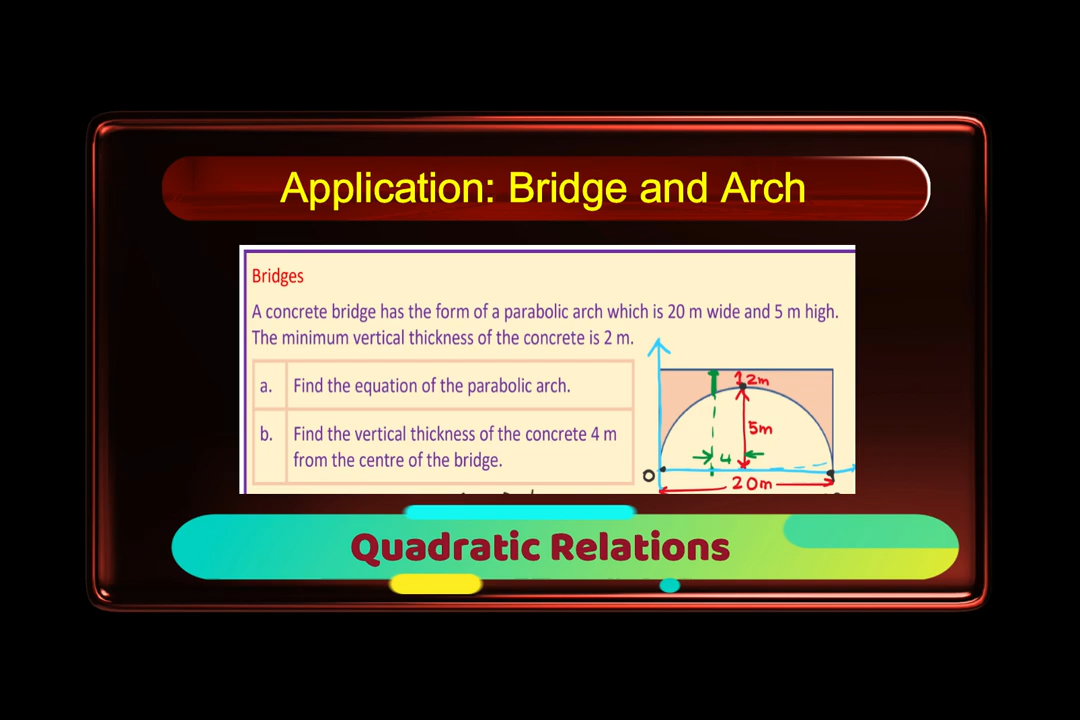 Application: Bridge and Arch
Bridges
A concrete bridge has the form of a parabolic arch which is 20 m wide and 5 m high.
The minimum vertical thickness of the concrete is 2 m.
a. Find the equation of the parabolic arch.
b. Find the vertical thickness of the concrete 4 m
from the centre of the bridge.
2m
5m
4
O
20m
Quadratic Relations